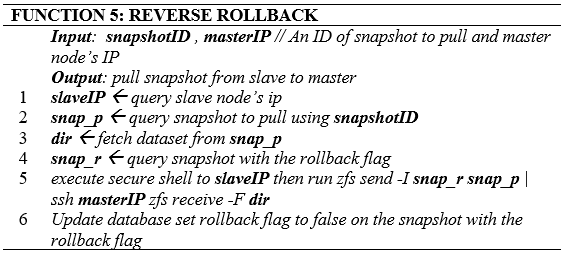 FUNCTION 5: REVERSE ROLLBACK
Input: snapshotID , masterIP // An ID of snapshot to pull and master
node's IP
Output: pull snapshot from slave to master
1 slaveIP ← query slave node's ip
2 snap_p ← query snapshot to pull using snapshotID
3 dir ← fetch dataset from snap_p
4 snap_r ← query snapshot with the rollback flag
5 execute secure shell to slaveIP then run zfs send -I snap_r snap_p |
ssh masterIP zfs receive -F dir
6 Update database set rollback flag to false on the snapshot with the
rollback flag